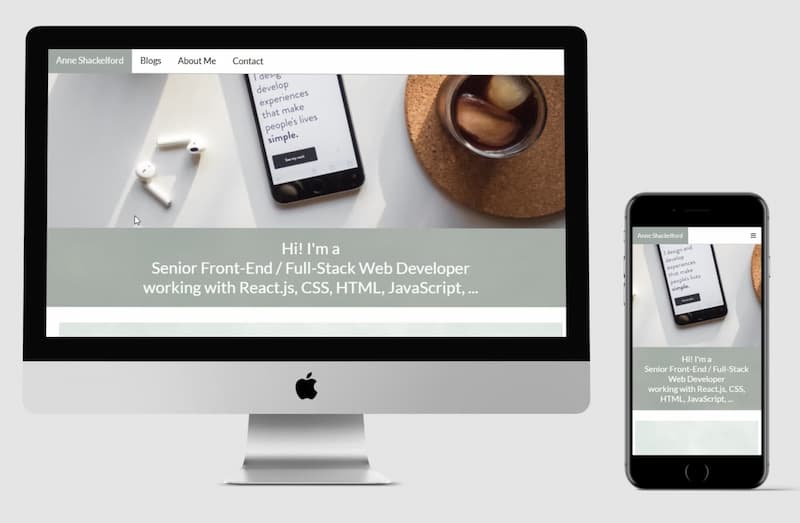 Anne Shackelford
Blogs
About Me
Contact
I design
develop
experiences
that make
people's lives
simple.
See my work
Hi! I'm a
Senior Front-End / Full-Stack Web Developer
working with React.js, CSS, HTML, JavaScript, ...
Anne Shackelford
I design and
develop
experiences
that make
people's lives
simple.
Hi! I'm a
Senior Front-End / Full-Stack
Web Developer
working with React.js, CSS,
HTML, JavaScript, ...